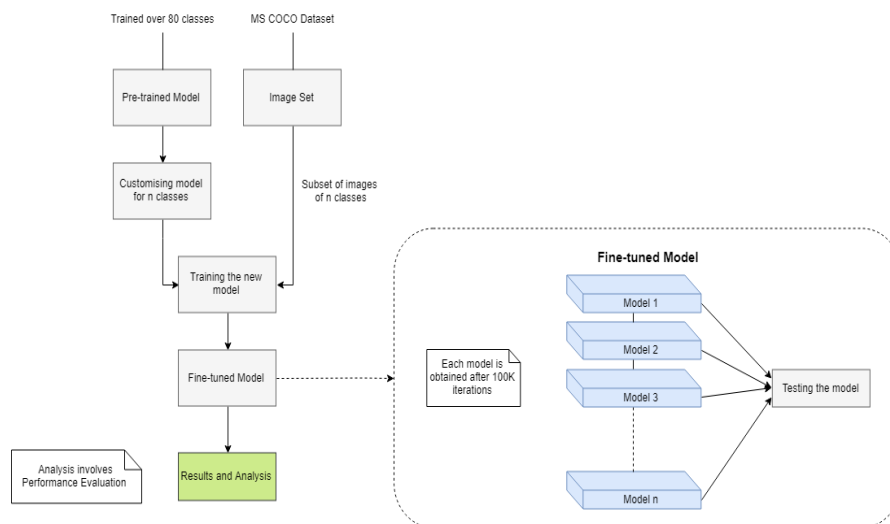 Trained over 80 classes
MS COCO Dataset
Pre-trained Model
Image Set
Customising model
for n classes
Subset of images
of n classes
Training the new
model
Fine-tuned Model
Results and Analysis
Analysis involves
Performance Evaluation
Fine-tuned Model
Model 1
Model 2
Model 3
Model n
Each model is
obtained after 100K
iterations
Testing the model